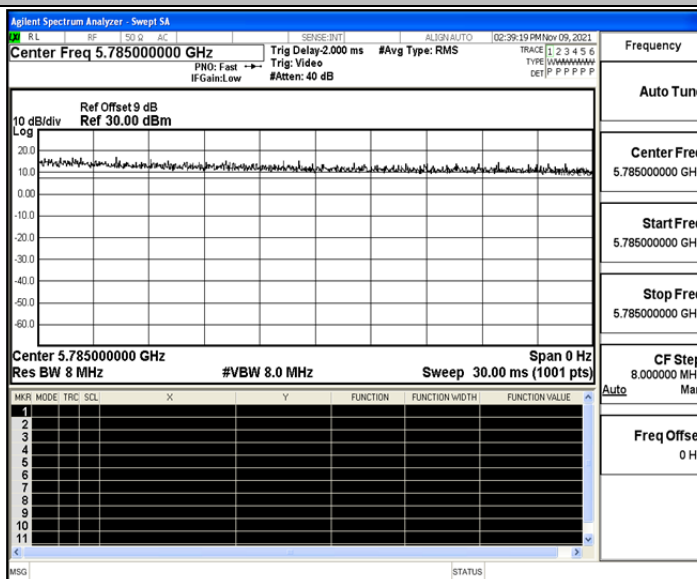 Agilent Spectrum Analyzer - Swept SA
LXI RL RF 50 Ω AC SENSE:INT ALIGN AUTO 02:39:19 PM Nov 09, 2021
Center Freq 5.785000000 GHz
PNO: Fast
IFGain:Low
Trig Delay-2.000 ms
Trig: Video
#Atten: 40 dB
#Avg Type: RMS
TRACE 1 2 3 4 5 6
TYPE WWWWWW
DET P P P P P P
Frequency
Auto Tun
Center Fre
5.785000000 GH
Start Fre
5.785000000 GH
Stop Fre
5.785000000 GH
CF Step
8.000000 MH
Auto Ma
Freq Offse
0 H
Ref Offset 9 dB
10 dB/div Ref 30.00 dBm
Log
20.0
10.0
0.00
-10.0
-20.0
-30.0
-40.0
-50.0
-60.0
Center 5.785000000 GHz Span 0 Hz
Res BW 8 MHz #VBW 8.0 MHz Sweep 30.00 ms (1001 pts)
MKR MODE TRC SCL X Y FUNCTION FUNCTION WIDTH FUNCTION VALUE
1
2
3
4
5
6
7
8
9
10
11
MSG STATUS